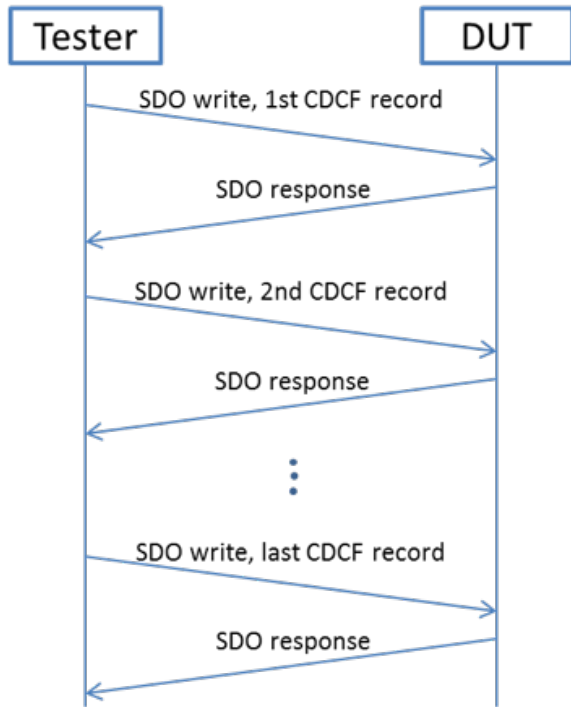 Tester
DUT
SDO write, 1st CDCF record
SDO response
SDO write, 2nd CDCF record
SDO response
SDO write, last CDCF record
SDO response